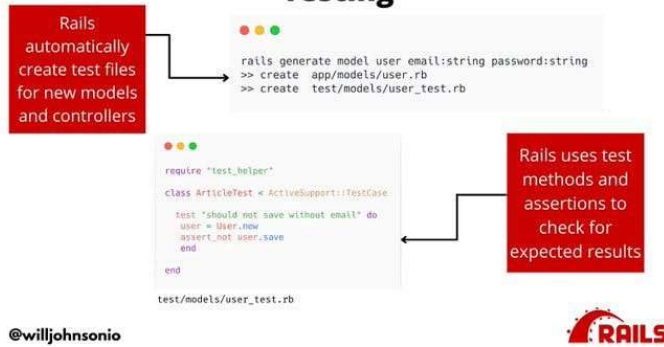 Testing
Rails
automatically
create test files
for new models
and controllers
rails generate model user email:string password:string
>> create app/models/user.rb
>> create test/models/user_test.rb
require "test_helper"
class ArticleTest < ActiveSupport::TestCase
test "should not save without email" do
user = User.new
assert_not user.save
end
end
test/models/user_test.rb
Rails uses test
methods and
assertions to
check for
expected results
@willjohnsonio
RAILS